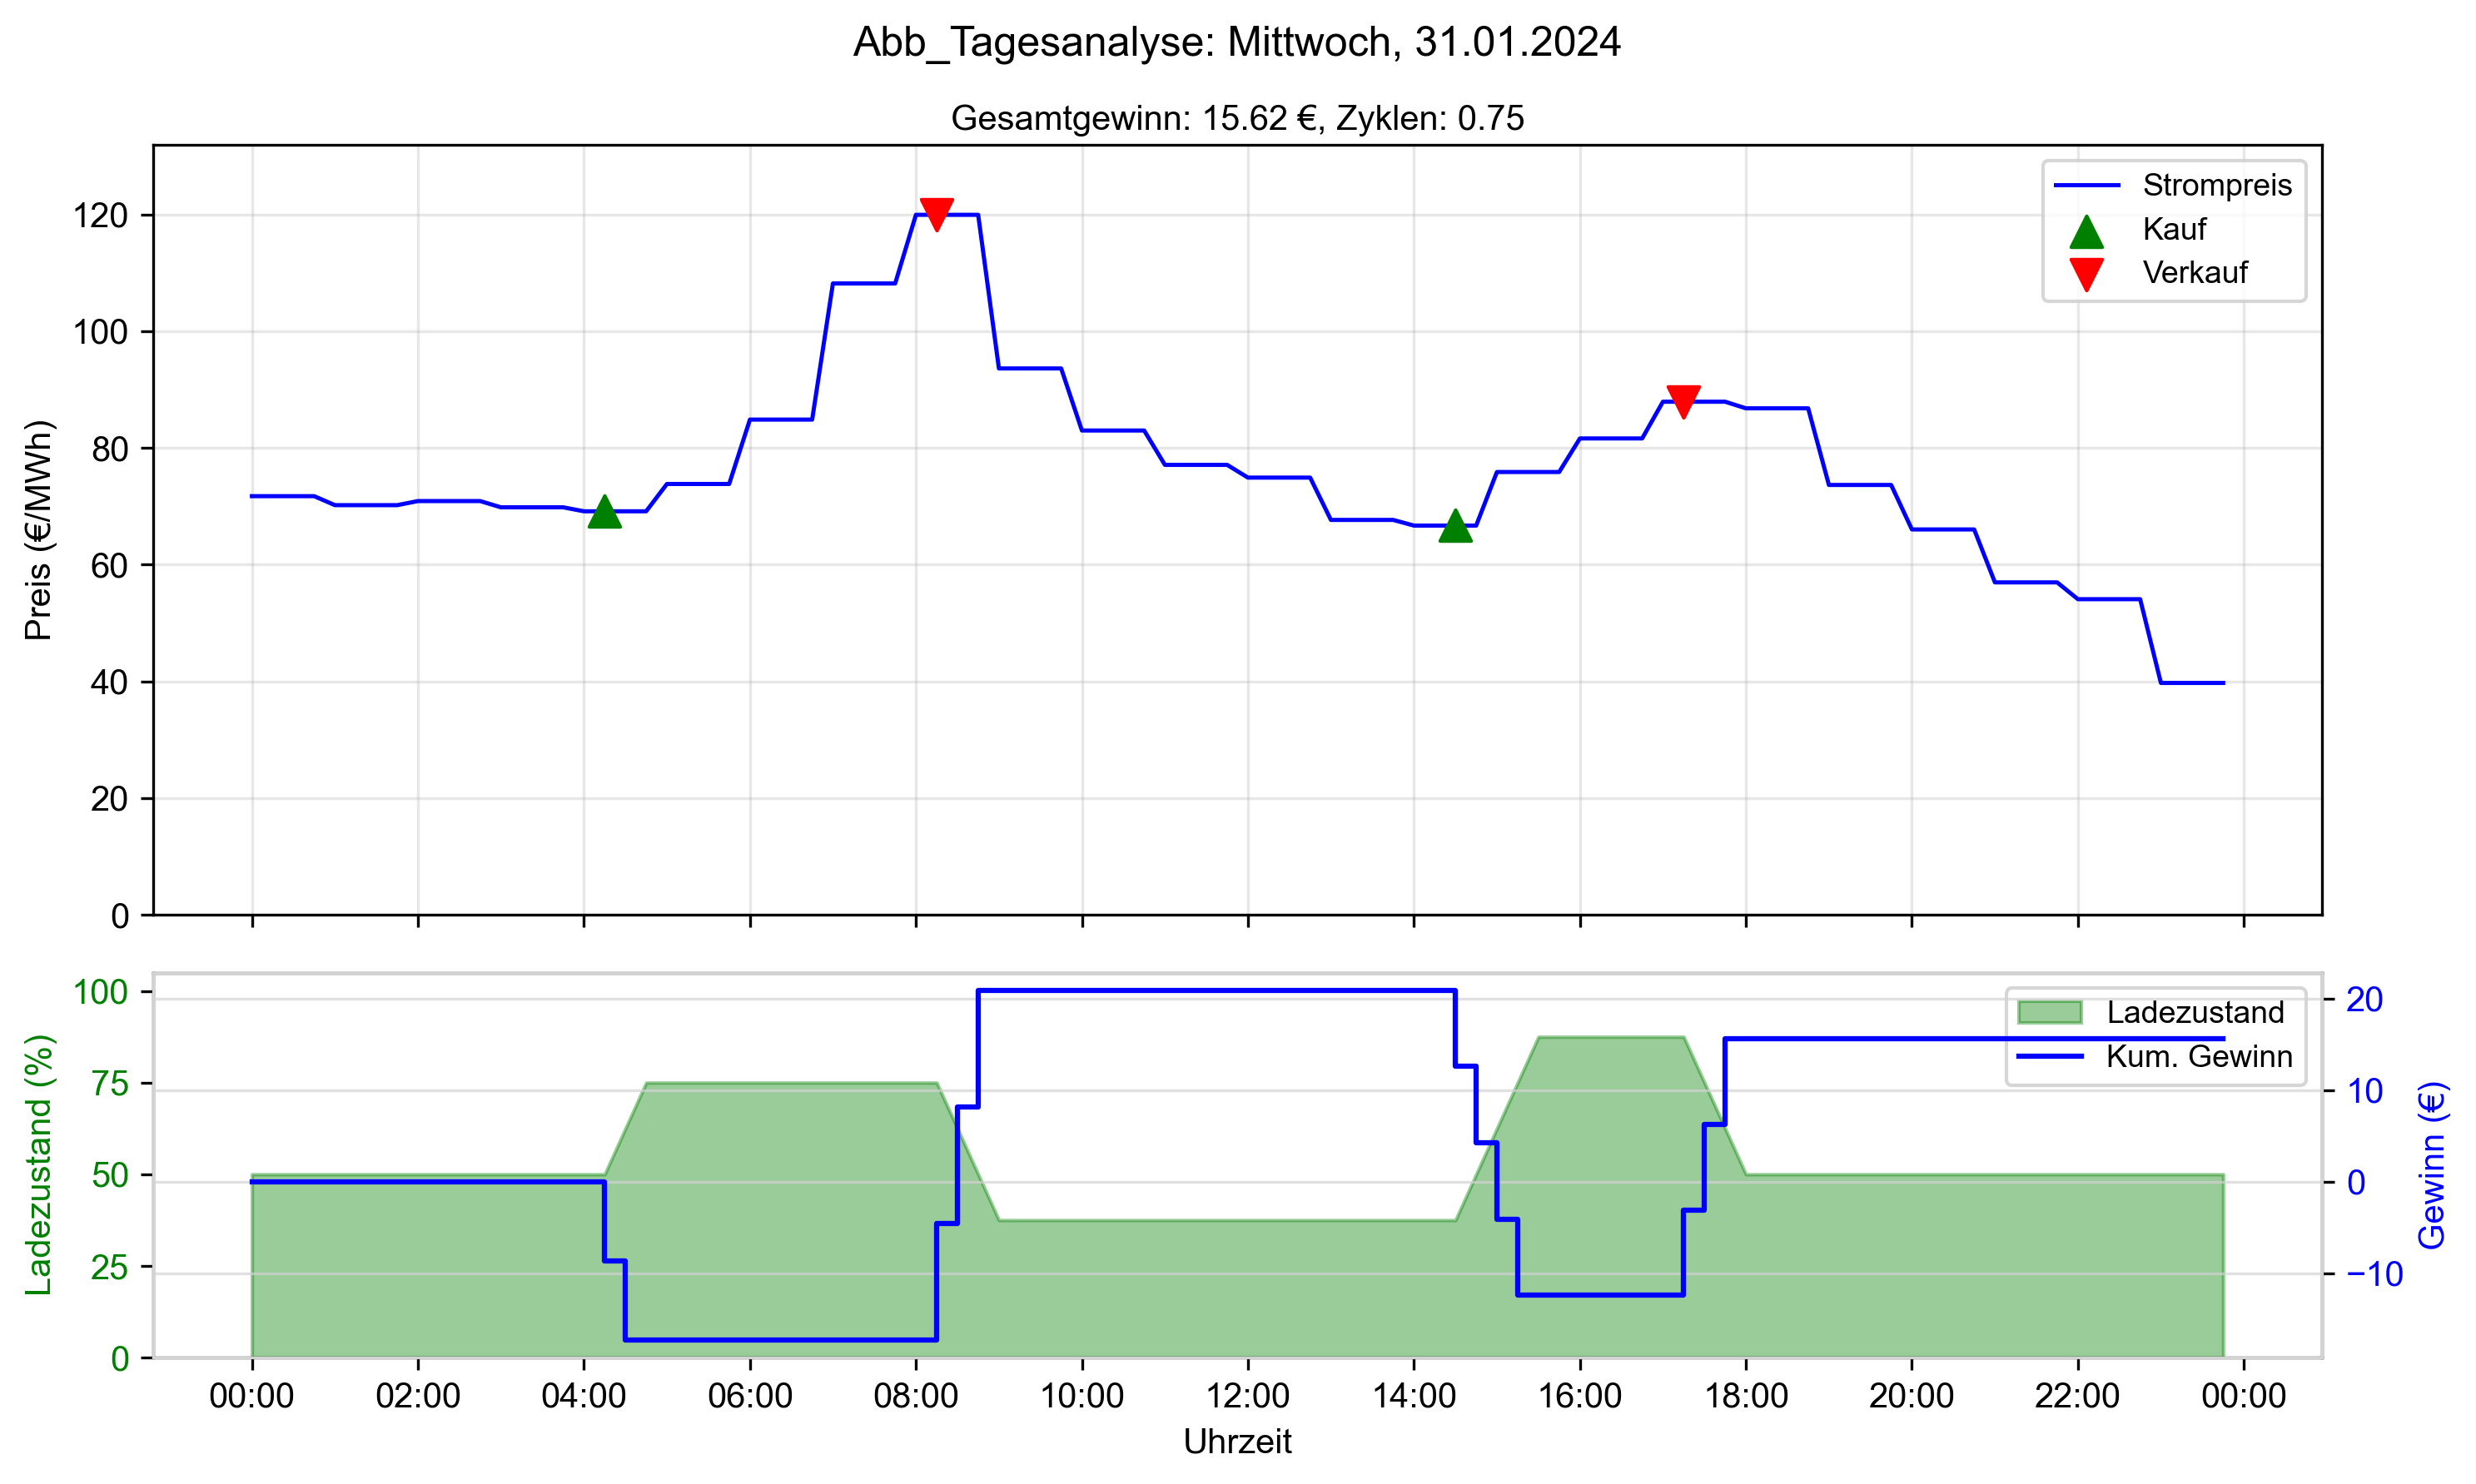 Abb_Tagesanalyse: Mittwoch, 31.01.2024
Gesamtgewinn: 15.62 €, Zyklen: 0.75
Preis (€/MWh)
120
100
80
60
40
20
0
Strompreis
Kauf
Verkauf
Ladezustand (%)
100
75
50
25
0
Ladezustand
Kum. Gewinn
20
10
0
−10
Gewinn (€)
00:00 02:00 04:00 06:00 08:00 10:00 12:00 14:00 16:00 18:00 20:00 22:00 00:00
Uhrzeit